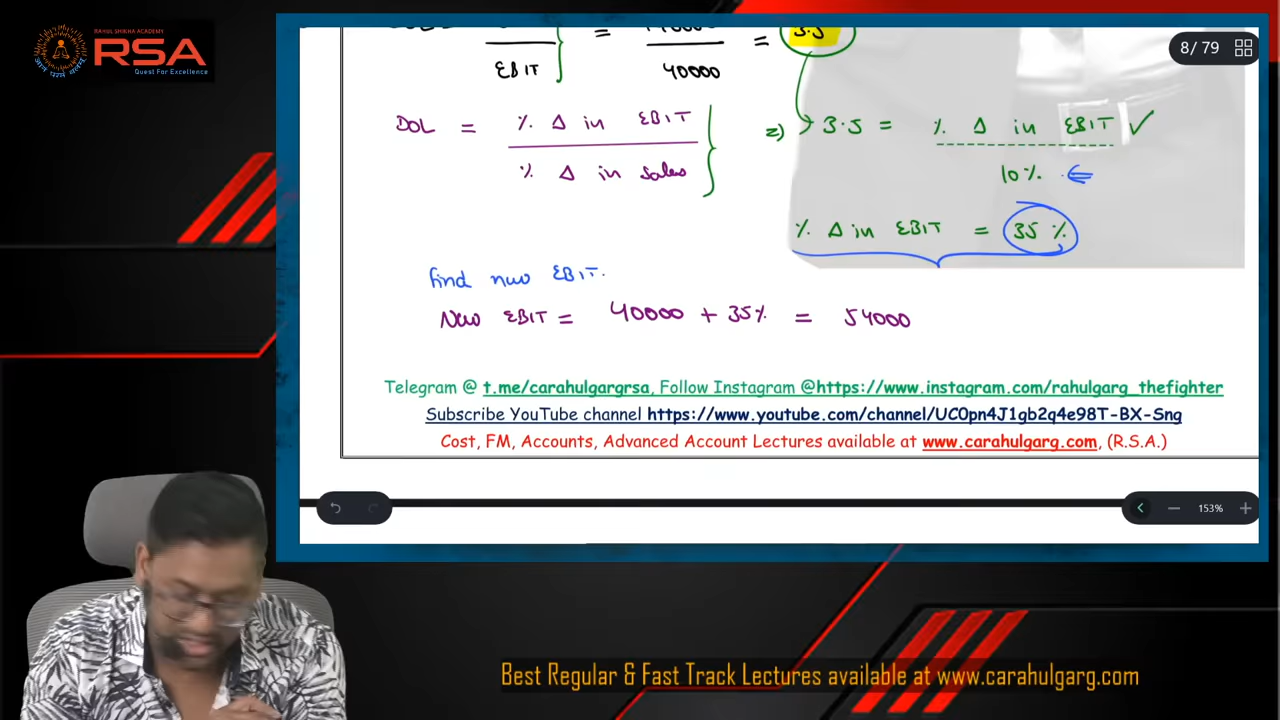 RAHUL SHIKHA ACADEMY
RSA
Quest For Excellence
8 / 79
= =
EBIT 40000
DOL = % Δ in EBIT => 3.5 = % Δ in EBIT ✓
% Δ in Sales 10%
% Δ in EBIT = 35 %
find new EBIT.
New EBIT = 40000 + 35% = 54000
Telegram @ t.me/carahulgargrsa, Follow Instagram @https://www.instagram.com/rahulgarg_thefighter
Subscribe YouTube channel https://www.youtube.com/channel/UC0pn4J1gb2q4e98T-BX-Sng
Cost, FM, Accounts, Advanced Account Lectures available at www.carahulgarg.com, (R.S.A.)
153%
Best Regular & Fast Track Lectures available at www.carahulgarg.com